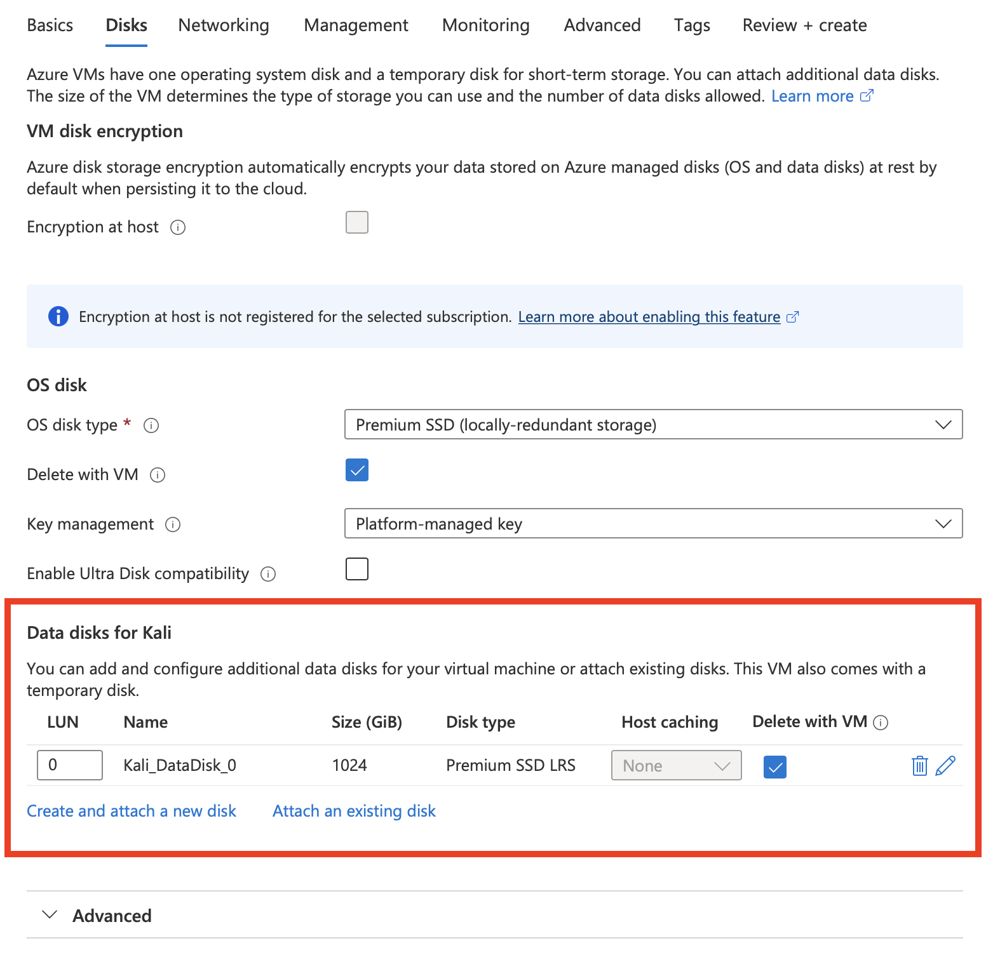 Basics Disks Networking Management Monitoring Advanced Tags Review + create
Azure VMs have one operating system disk and a temporary disk for short-term storage. You can attach additional data disks.
The size of the VM determines the type of storage you can use and the number of data disks allowed. Learn more
VM disk encryption
Azure disk storage encryption automatically encrypts your data stored on Azure managed disks (OS and data disks) at rest by
default when persisting it to the cloud.
Encryption at host
Encryption at host is not registered for the selected subscription. Learn more about enabling this feature
OS disk
OS disk type * Premium SSD (locally-redundant storage)
Delete with VM
Key management Platform-managed key
Enable Ultra Disk compatibility
Data disks for Kali
You can add and configure additional data disks for your virtual machine or attach existing disks. This VM also comes with a
temporary disk.
LUN Name Size (GiB) Disk type Host caching Delete with VM
0 Kali_DataDisk_0 1024 Premium SSD LRS None
Create and attach a new disk Attach an existing disk
Advanced